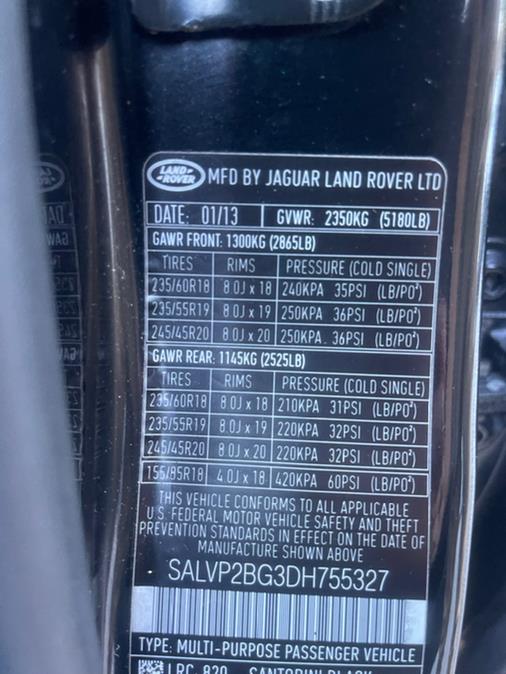 LAND ROVER MFD BY JAGUAR LAND ROVER LTD
DATE: 01/13 GVWR: 2350KG (5180LB)
GAWR FRONT: 1300KG (2865LB)
TIRES RIMS PRESSURE (COLD SINGLE)
235/60R18 8.0J x 18 240KPA 35PSI (LB/PO²)
235/55R19 8.0J x 19 250KPA 36PSI (LB/PO²)
245/45R20 8.0J x 20 250KPA 36PSI (LB/PO²)
GAWR REAR: 1145KG (2525LB)
TIRES RIMS PRESSURE (COLD SINGLE)
235/60R18 8.0J x 18 210KPA 31PSI (LB/PO²)
235/55R19 8.0J x 19 220KPA 32PSI (LB/PO²)
245/45R20 8.0J x 20 220KPA 32PSI (LB/PO²)
155/85R18 4.0J x 18 420KPA 60PSI (LB/PO²)
THIS VEHICLE CONFORMS TO ALL APPLICABLE
U.S. FEDERAL MOTOR VEHICLE SAFETY AND THEFT
PREVENTION STANDARDS IN EFFECT ON THE DATE
OF MANUFACTURE SHOWN ABOVE
SALVP2BG3DH755327
TYPE: MULTI-PURPOSE PASSENGER VEHICLE
LRC 820 SANTORINI BLACK